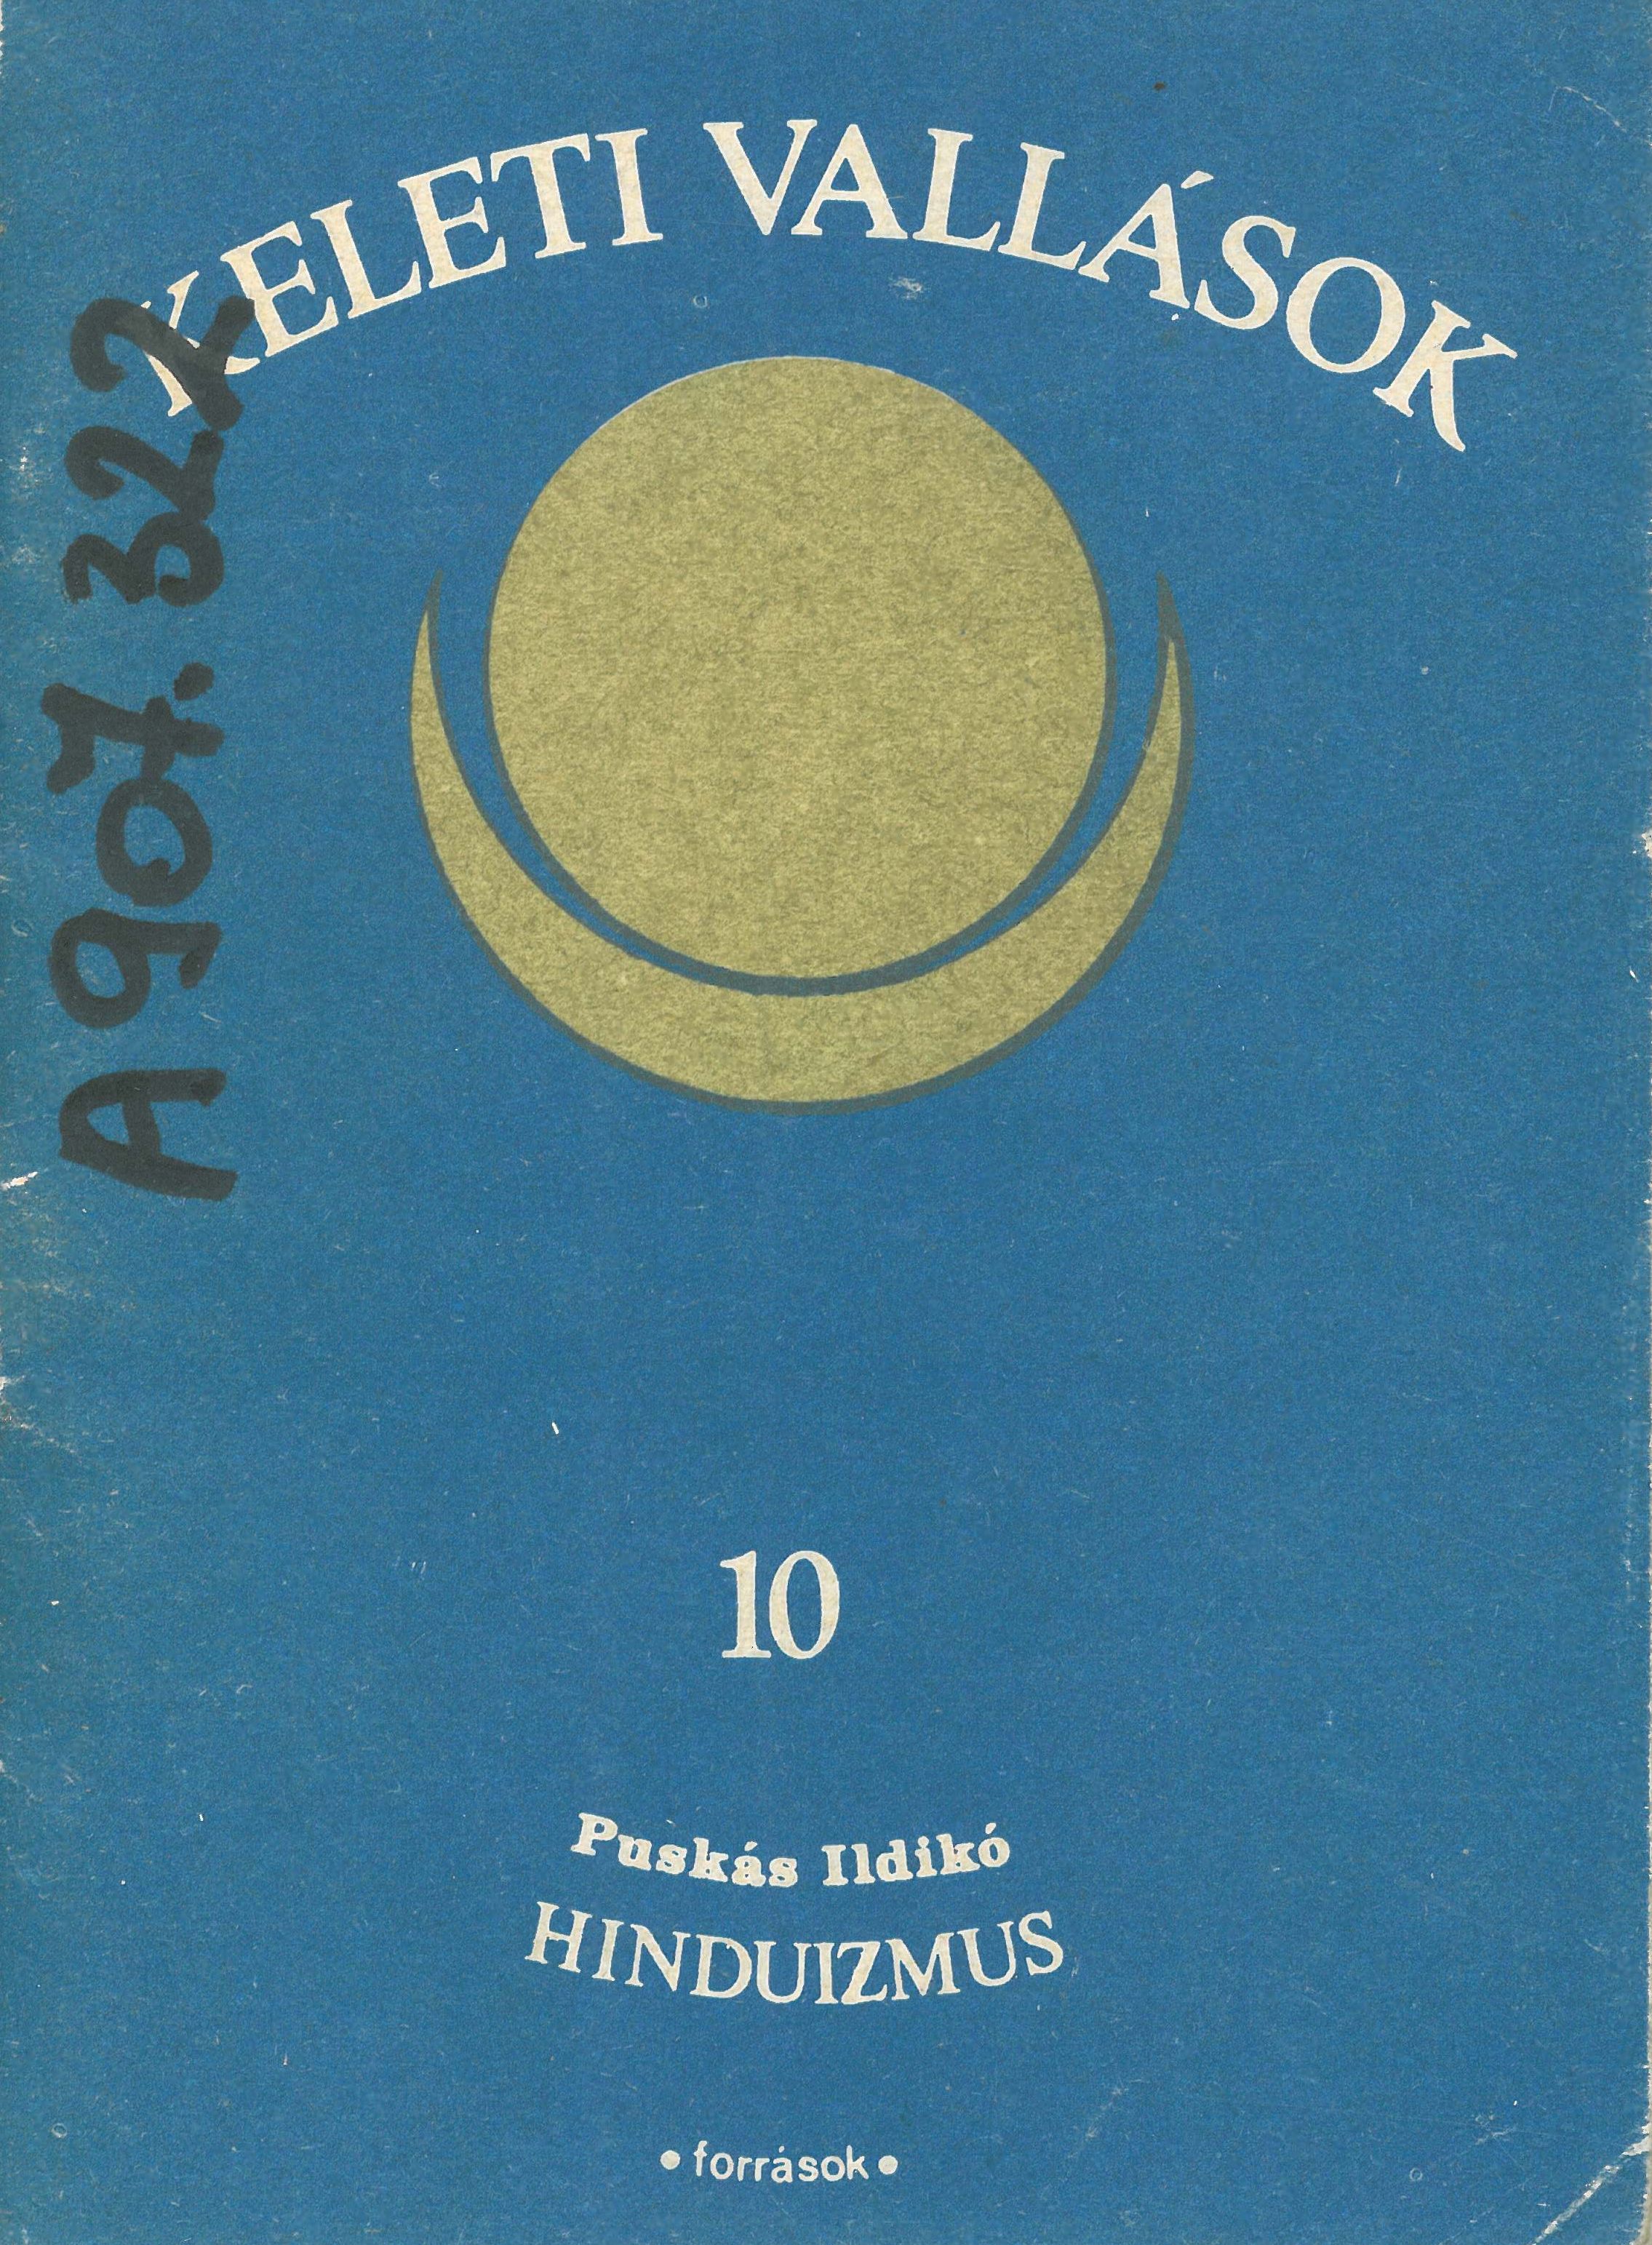 KELETI VALLÁSOK
A 907.322
10
Puskás Ildikó
HINDUIZMUS
• források •